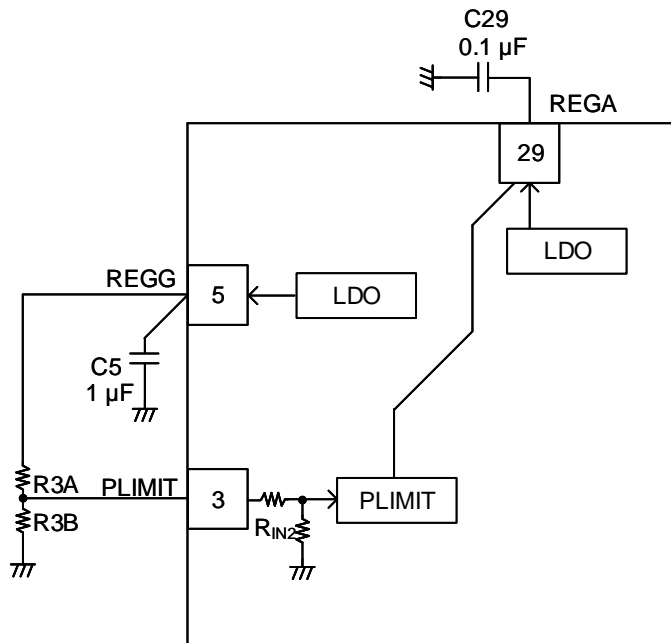 C29
0.1 µF
REGA
29
LDO
REGG
5
LDO
C5
1 µF
R3A
PLIMIT
3
PLIMIT
R3B
RIN2